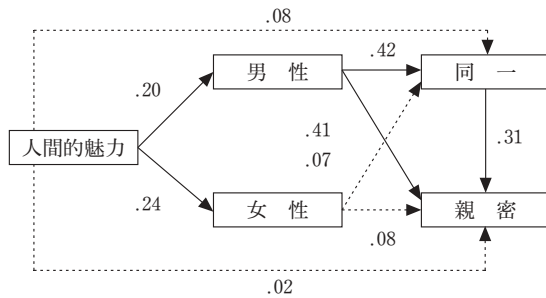 .08
男　性
.42
同　一
.20
.41
人間的魅力
.07
.31
.24
女　性
親　密
.08
.02